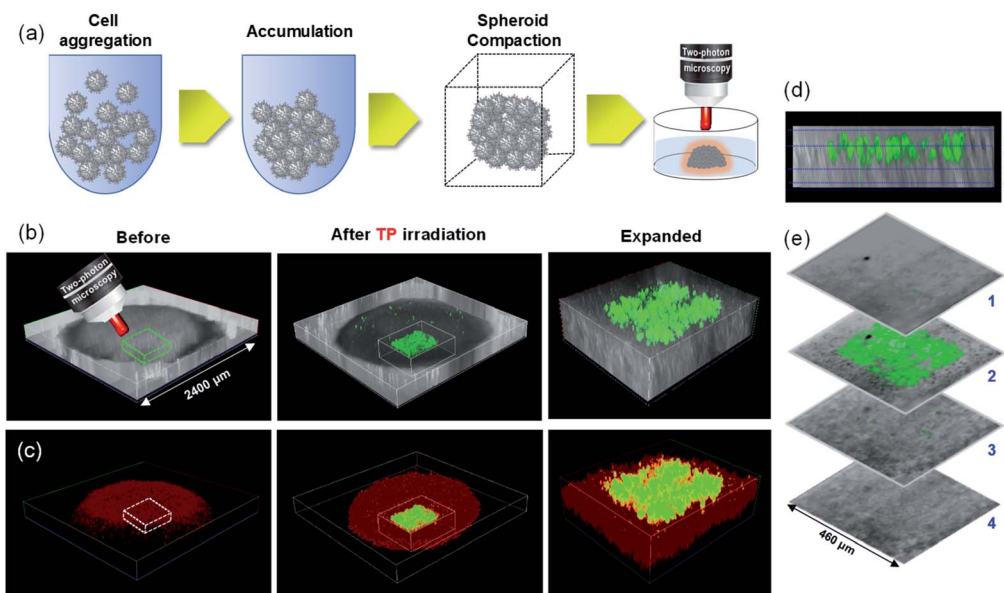 (a)
Cell
aggregation
Accumulation
Spheroid
Compaction
Two-photon
microscopy
(d)
(b)
Before
After TP irradiation
Expanded
Two-photon
microscopy
2400 µm
(c)
(e)
1
2
3
4
460 µm